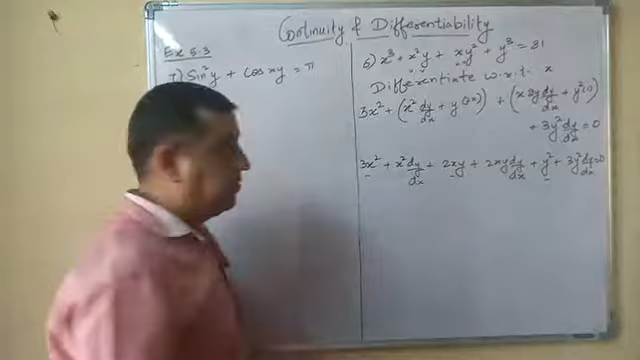 Continuity & Differentiability
Ex 5.3
7) Sin²y + Cos xy = π
6) x³ + x²y + xy² + y³ = 81
Differentiate w.r.t. x
3x² + (x² dy/dx + y(2x)) + (x 2y dy/dx + y²(1))
+ 3y² dy/dx = 0
3x² + x² dy/dx + 2xy + 2xy dy/dx + y² + 3y² dy/dx = 0